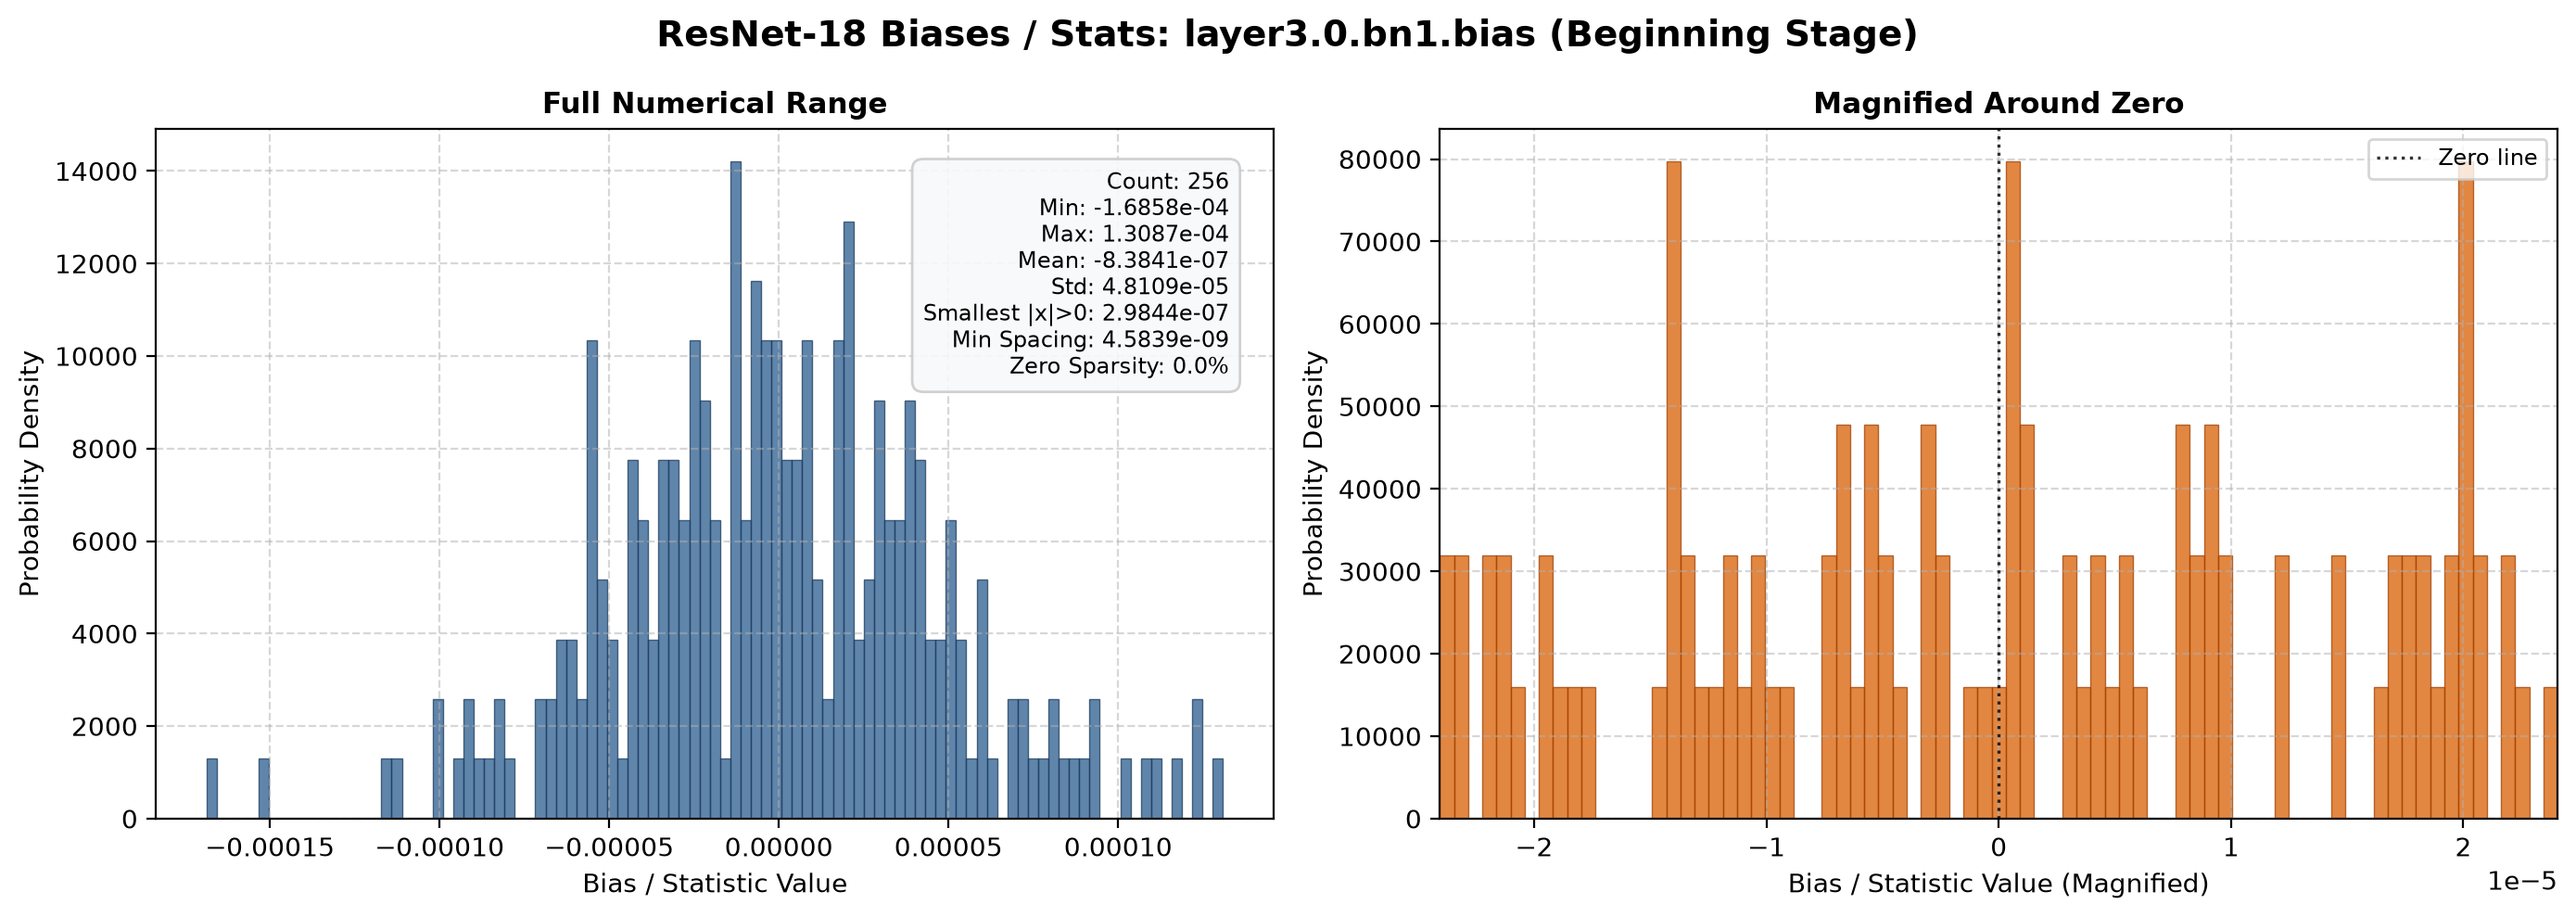 ResNet-18 Biases / Stats: layer3.0.bn1.bias (Beginning Stage)
Full Numerical Range
Probability Density
14000
12000
10000
8000
6000
4000
2000
0
Count: 256
Min: -1.6858e-04
Max: 1.3087e-04
Mean: -8.3841e-07
Std: 4.8109e-05
Smallest |x|>0: 2.9844e-07
Min Spacing: 4.5839e-09
Zero Sparsity: 0.0%
−0.00015 −0.00010 −0.00005 0.00000 0.00005 0.00010
Bias / Statistic Value
Magnified Around Zero
Probability Density
80000
70000
60000
50000
40000
30000
20000
10000
0
Zero line
−2 −1 0 1 2
1e−5
Bias / Statistic Value (Magnified)